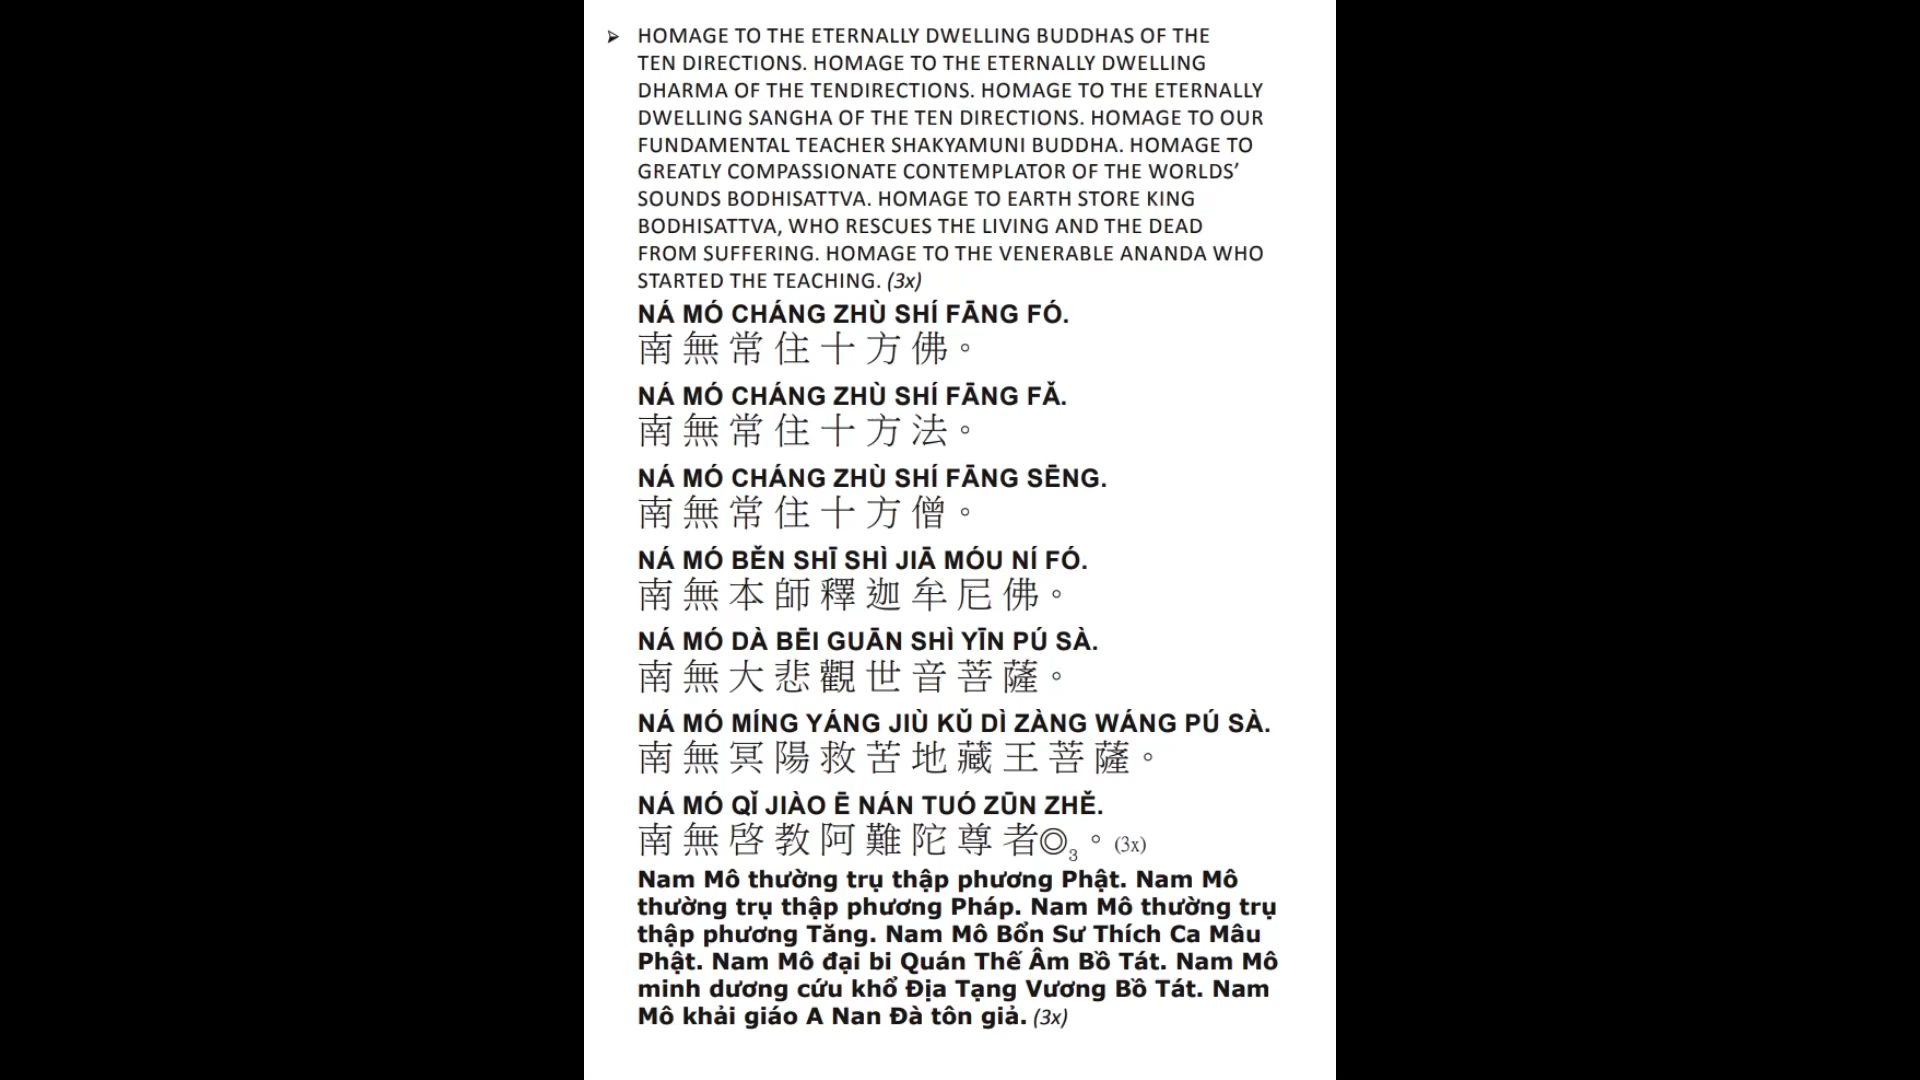 ➢ HOMAGE TO THE ETERNALLY DWELLING BUDDHAS OF THE
TEN DIRECTIONS. HOMAGE TO THE ETERNALLY DWELLING
DHARMA OF THE TENDIRECTIONS. HOMAGE TO THE ETERNALLY
DWELLING SANGHA OF THE TEN DIRECTIONS. HOMAGE TO OUR
FUNDAMENTAL TEACHER SHAKYAMUNI BUDDHA. HOMAGE TO
GREATLY COMPASSIONATE CONTEMPLATOR OF THE WORLDS’
SOUNDS BODHISATTVA. HOMAGE TO EARTH STORE KING
BODHISATTVA, WHO RESCUES THE LIVING AND THE DEAD
FROM SUFFERING. HOMAGE TO THE VENERABLE ANANDA WHO
STARTED THE TEACHING. (3x)
NÁ MÓ CHÁNG ZHÙ SHÍ FĀNG FÓ.
南 無 常 住 十 方 佛。
NÁ MÓ CHÁNG ZHÙ SHÍ FĀNG FǍ.
南 無 常 住 十 方 法。
NÁ MÓ CHÁNG ZHÙ SHÍ FĀNG SĒNG.
南 無 常 住 十 方 僧。
NÁ MÓ BĚN SHĪ SHÌ JIĀ MÓU NÍ FÓ.
南 無 本 師 釋 迦 牟 尼 佛。
NÁ MÓ DÀ BĒI GUĀN SHÌ YĪN PÚ SÀ.
南 無 大 悲 觀 世 音 菩 薩。
NÁ MÓ MÍNG YÁNG JIÙ KǓ DÌ ZÀNG WÁNG PÚ SÀ.
南 無 冥 陽 救 苦 地 藏 王 菩 薩。
NÁ MÓ QǏ JIÀO Ē NÁN TUÓ ZŪN ZHĚ.
南 無 啓 教 阿 難 陀 尊 者◎3。(3x)
Nam Mô thường trụ thập phương Phật. Nam Mô
thường trụ thập phương Pháp. Nam Mô thường trụ
thập phương Tăng. Nam Mô Bổn Sư Thích Ca Mâu
Phật. Nam Mô đại bi Quán Thế Âm Bồ Tát. Nam Mô
minh dương cứu khổ Địa Tạng Vương Bồ Tát. Nam
Mô khải giáo A Nan Đà tôn giả. (3x)